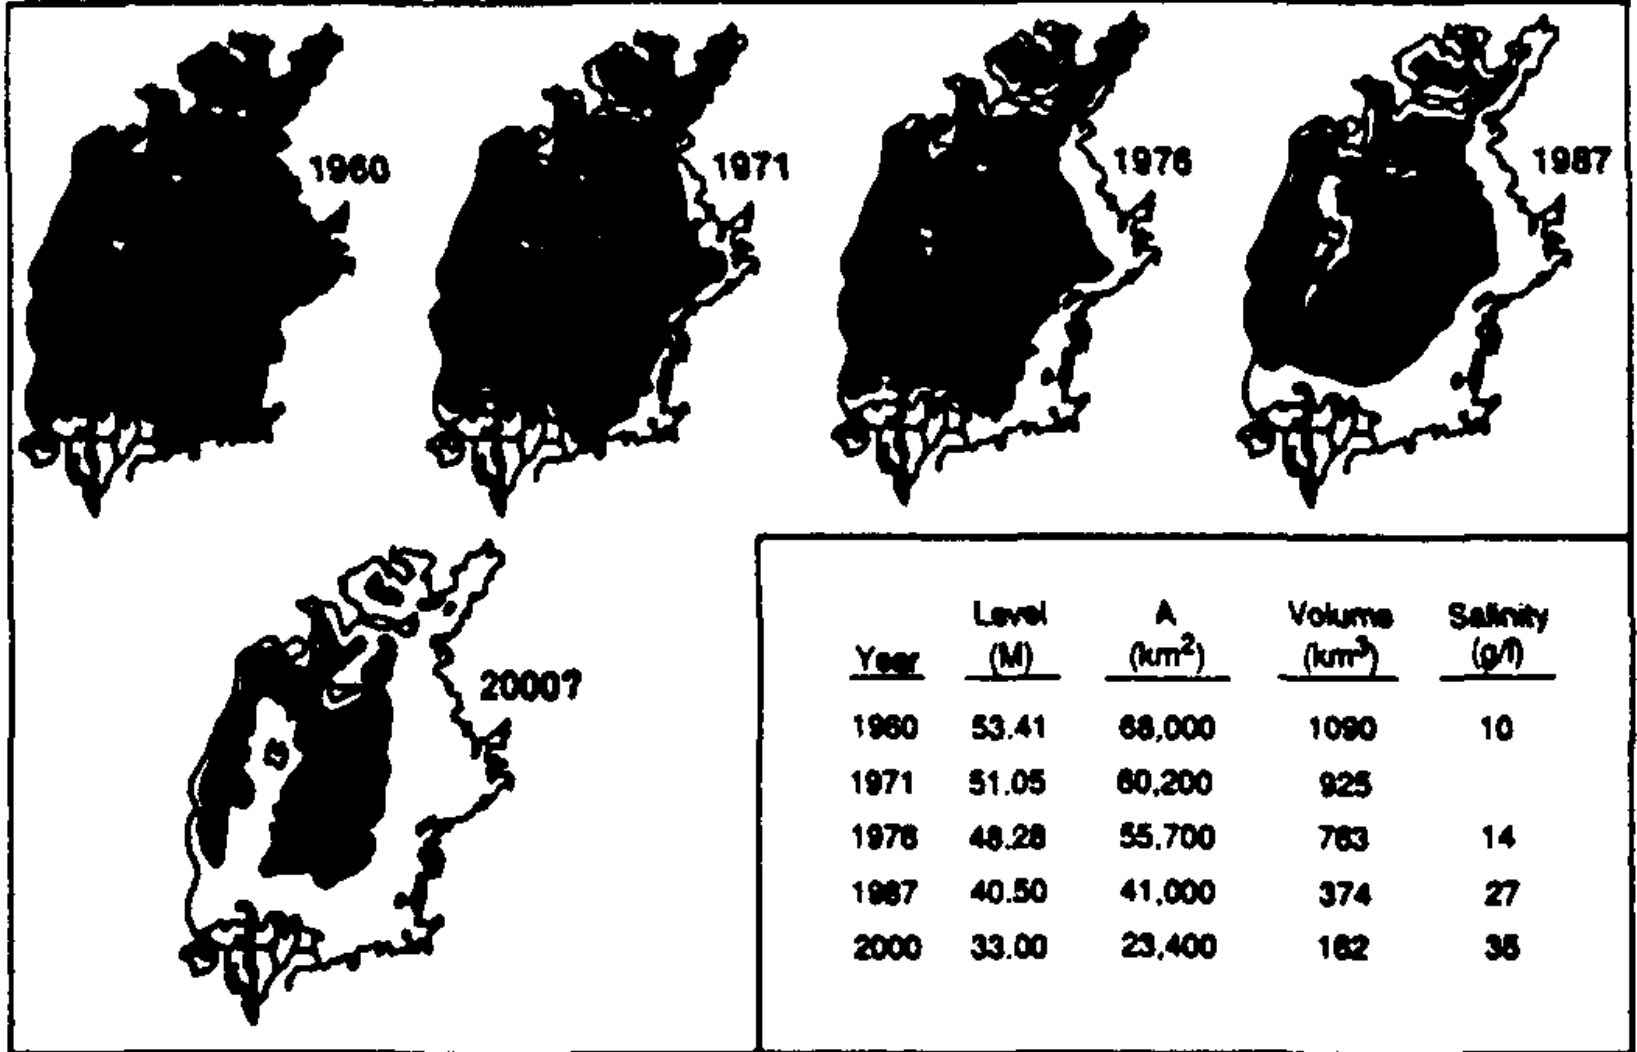 1960
1971
1976
1987
2000?
Level A Volume Salinity
Year (M) (km²) (km³) (g/l)
1960 53.41 68,000 1090 10
1971 51.05 60,200 925
1976 48.28 55,700 763 14
1987 40.50 41,000 374 27
2000 33.00 23,400 162 35